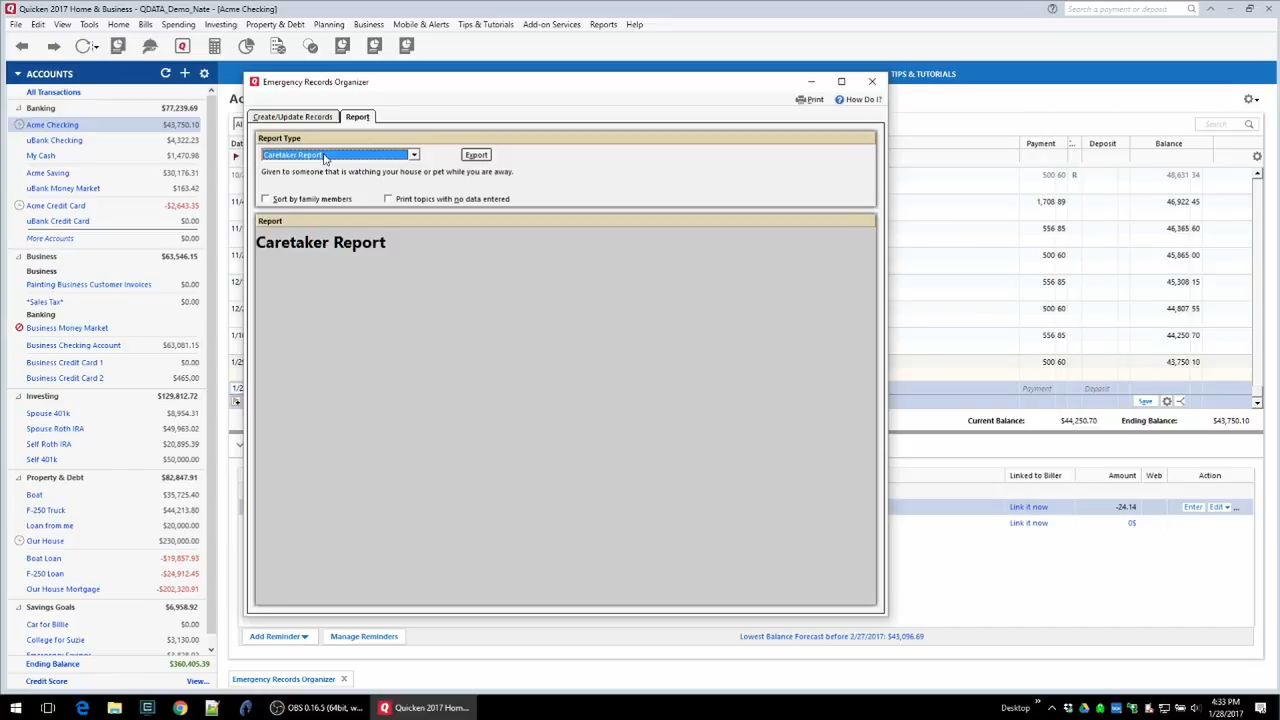 Quicken 2017 Home & Business - QDATA_Demo_Nate - [Acme Checking]
Search a payment or deposit
File Edit View Tools Home Bills Spending Investing Property & Debt Planning Business Mobile & Alerts Tips & Tutorials Add-on Services Reports Help
ACCOUNTS
TIPS & TUTORIALS
All Transactions
Banking $77,239.69
Acme Checking $43,750.10
uBank Checking $4,322.23
My Cash $1,470.98
Acme Saving $30,176.31
uBank Money Market $163.42
Acme Credit Card -$2,643.35
uBank Credit Card $0.00
More Accounts $0.00
Business $63,546.15
Business
Painting Business Customer Invoices $0.00
*Sales Tax* $0.00
Banking
Business Money Market $0.00
Business Checking Account $63,081.15
Business Credit Card 1 $0.00
Business Credit Card 2 $465.00
Investing $129,812.72
Spouse 401k $8,954.31
Spouse Roth IRA $49,963.02
Self Roth IRA $20,895.39
Self 401k $50,000.00
Property & Debt $82,847.91
Boat $35,725.40
F-250 Truck $44,213.80
Loan from me $20,000.00
Our House $230,000.00
Boat Loan -$19,857.93
F-250 Loan -$24,912.45
Our House Mortgage -$202,320.91
Savings Goals $6,958.92
Car for Billie $0.00
College for Suzie $3,130.00
Ending Balance $360,405.39
Credit Score View...
Emergency Records Organizer
Print How Do I?
Create/Update Records Report
Report Type
Caretaker Report
Export
Given to someone that is watching your house or pet while you are away.
Sort by family members Print topics with no data entered
Report
Caretaker Report
Search
Payment Deposit Balance
10/ 500 60 R 48,631 34
11/ 1,708 89 46,922 45
11/ 556 85 46,365 60
11/ 500 60 45,865 00
12/ 556 85 45,308 15
12/ 500 60 44,807 55
1/1 556 85 44,250 70
1/2 500 60 43,750 10
1/2 Payment Deposit
Save
Current Balance: $44,250.70 Ending Balance: $43,750.10
Linked to Biller Amount Web Action
Link it now -24.14 Enter Edit ...
Link it now 0$
Add Reminder Manage Reminders Lowest Balance Forecast before 2/27/2017: $43,096.69
Emergency Records Organizer
OBS 0.16.5 (64bit, w... Quicken 2017 Hom... Desktop
4:33 PM
1/28/2017